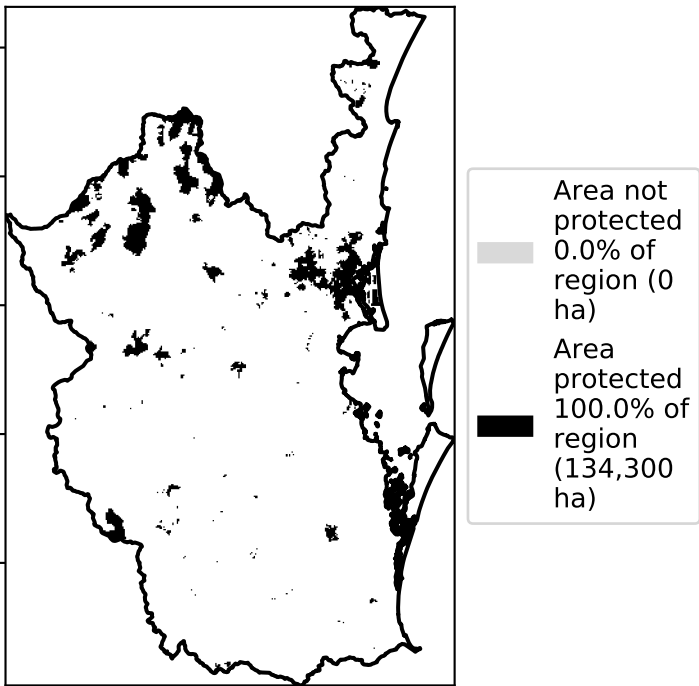 Area not
protected
0.0% of
region (0
ha)
Area
protected
100.0% of
region
(134,300
ha)